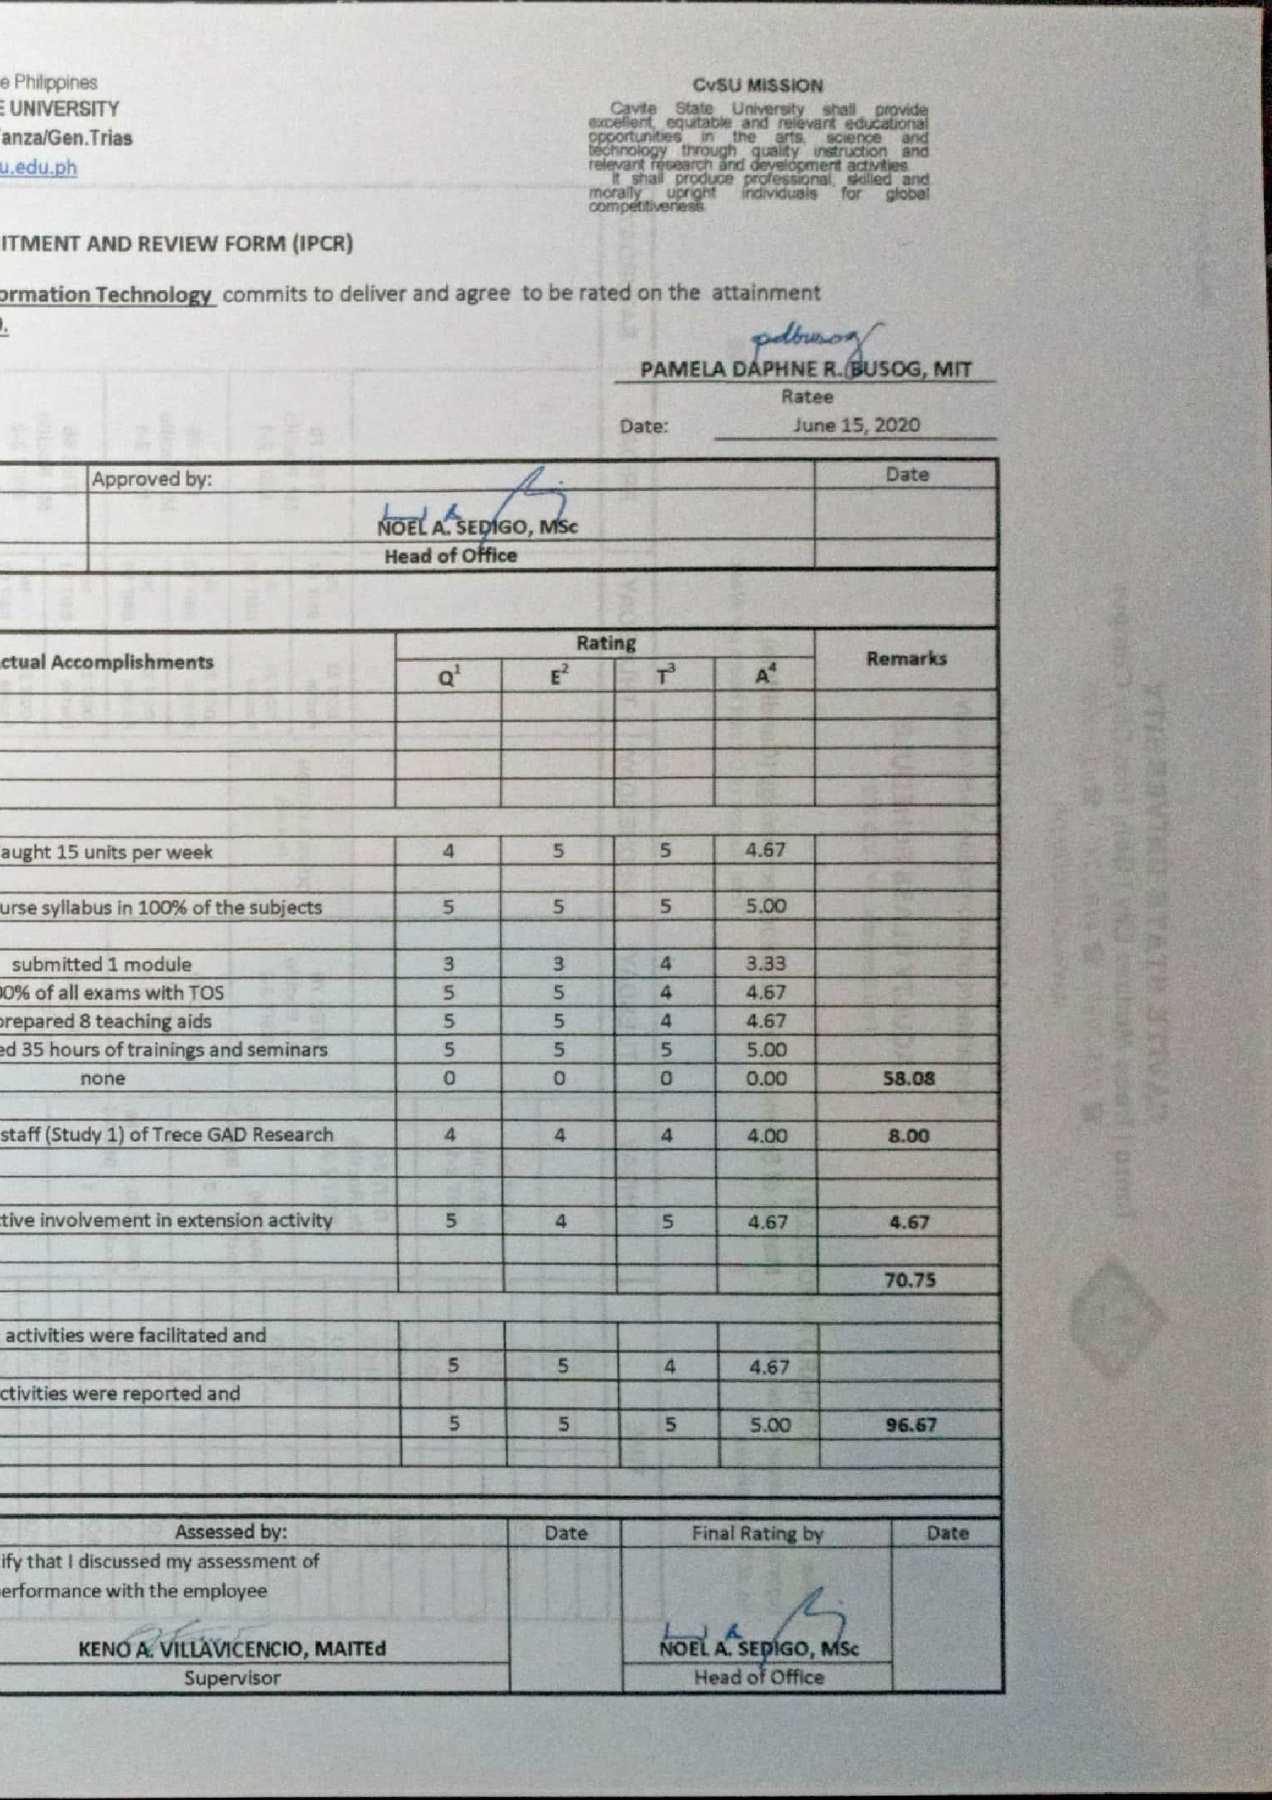 e Philippines
E UNIVERSITY
anza/Gen.Trias
u.edu.ph
CvSU MISSION
Cavite State University shall provide
excellent, equitable and relevant educational
opportunities in the arts, science and
technology through quality instruction and
relevant research and development activities.
It shall produce professional, skilled and
morally upright individuals for global
competitiveness.
ITMENT AND REVIEW FORM (IPCR)
ormation Technology commits to deliver and agree to be rated on the attainment
).
pdbusog
PAMELA DAPHNE R. BUSOG, MIT
Ratee
Date: June 15, 2020
Approved by: Date
NOEL A. SEDIGO, MSc
Head of Office
ctual Accomplishments Rating Remarks
Q1 E2 T3 A4
aught 15 units per week 4 5 5 4.67
urse syllabus in 100% of the subjects 5 5 5 5.00
submitted 1 module 3 3 4 3.33
00% of all exams with TOS 5 5 4 4.67
prepared 8 teaching aids 5 5 4 4.67
ed 35 hours of trainings and seminars 5 5 5 5.00
none 0 0 0 0.00 58.08
staff (Study 1) of Trece GAD Research 4 4 4 4.00 8.00
tive involvement in extension activity 5 4 5 4.67 4.67
70.75
activities were facilitated and
5 5 4 4.67
ctivities were reported and
5 5 5 5.00 96.67
Assessed by: Date Final Rating by Date
ify that I discussed my assessment of
erformance with the employee
KENO A. VILLAVICENCIO, MAITEd NOEL A. SEDIGO, MSc
Supervisor Head of Office